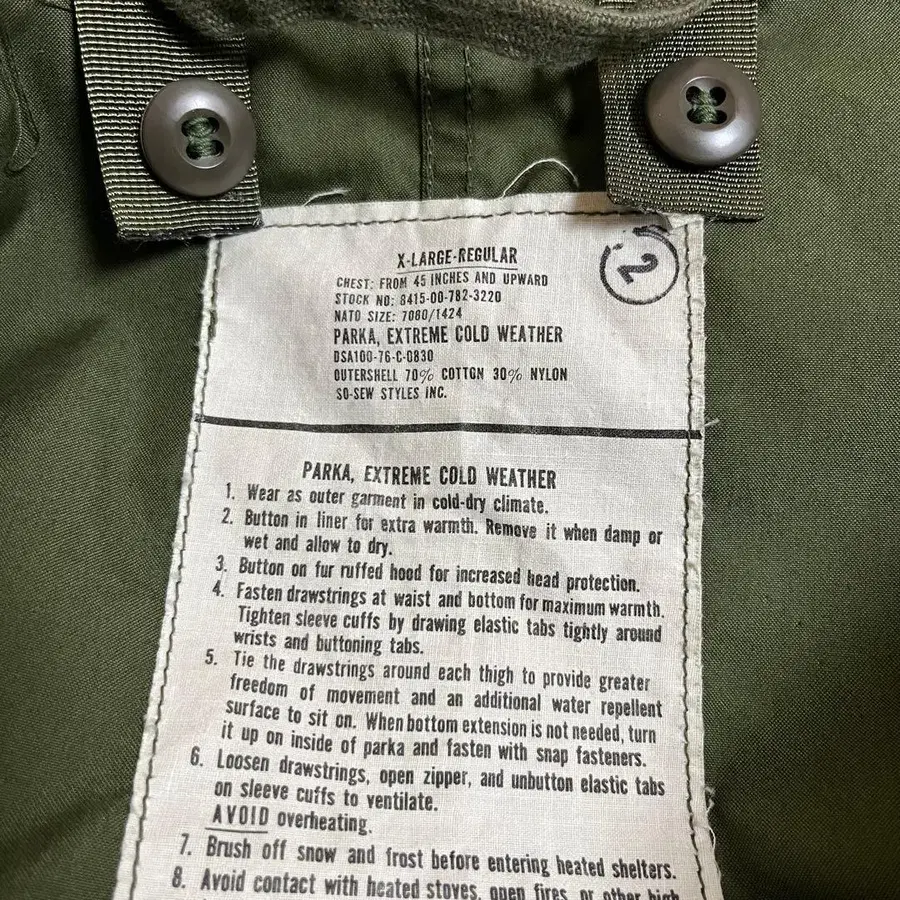 X-LARGE-REGULAR
2
CHEST: FROM 45 INCHES AND UPWARD
STOCK NO: 8415-00-782-3220
NATO SIZE: 7080/1424
PARKA, EXTREME COLD WEATHER
DSA100-76-C-0830
OUTERSHELL 70% COTTON 30% NYLON
SO-SEW STYLES INC.
PARKA, EXTREME COLD WEATHER
1. Wear as outer garment in cold-dry climate.
2. Button in liner for extra warmth. Remove it when damp or
wet and allow to dry.
3. Button on fur ruffed hood for increased head protection.
4. Fasten drawstrings at waist and bottom for maximum warmth.
Tighten sleeve cuffs by drawing elastic tabs tightly around
wrists and buttoning tabs.
5. Tie the drawstrings around each thigh to provide greater
freedom of movement and an additional water repellent
surface to sit on. When bottom extension is not needed, turn
it up on inside of parka and fasten with snap fasteners.
6. Loosen drawstrings, open zipper, and unbutton elastic tabs
on sleeve cuffs to ventilate.
AVOID overheating.
7. Brush off snow and frost before entering heated shelters.
8. Avoid contact with heated stoves, open fires, or other high